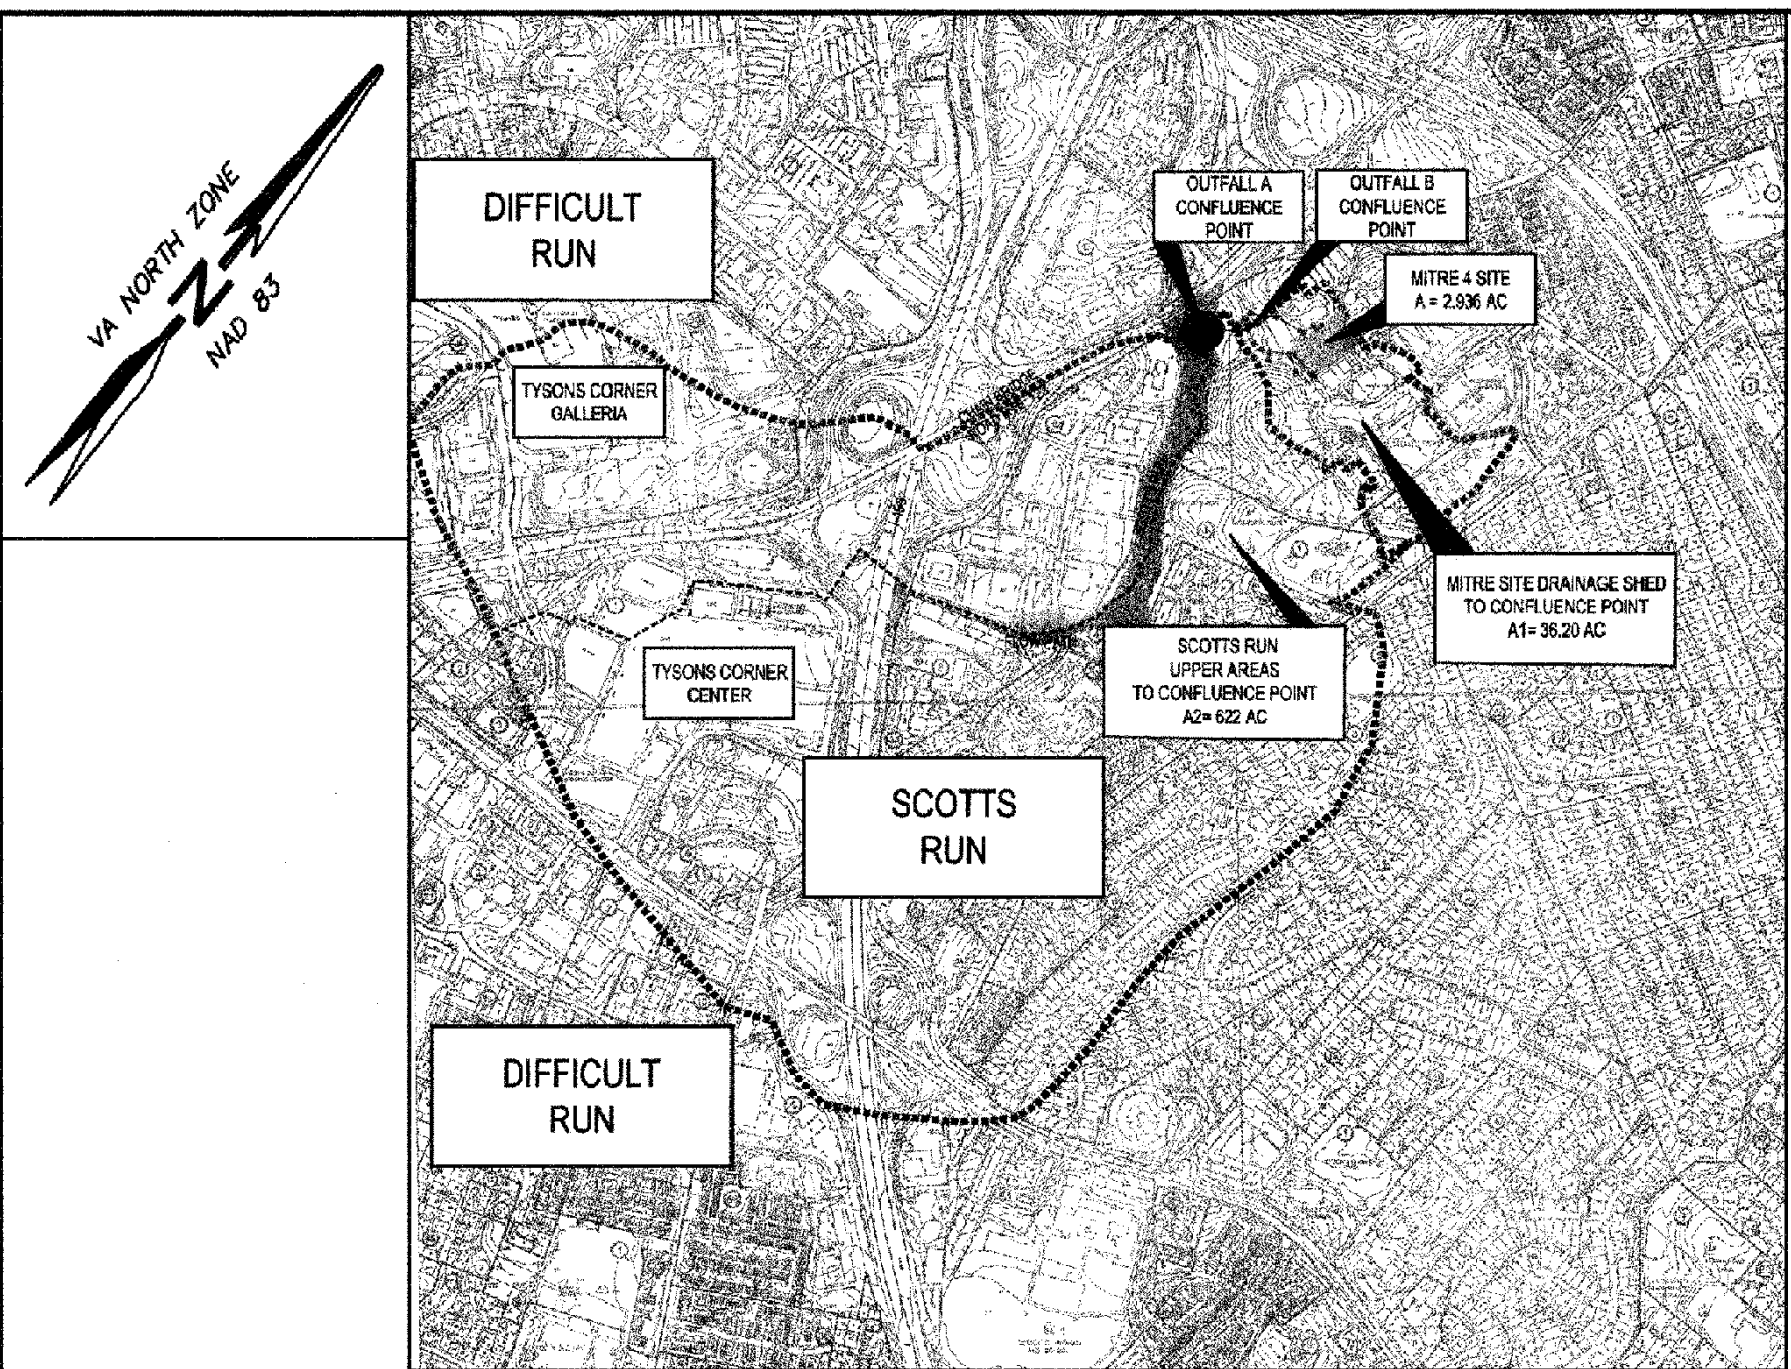 VA NORTH ZONE
N
NAD 83
DIFFICULT
RUN
OUTFALL A
CONFLUENCE
POINT
OUTFALL B
CONFLUENCE
POINT
MITRE 4 SITE
A = 2.936 AC
TYSONS CORNER
GALLERIA
MITRE SITE DRAINAGE SHED
TO CONFLUENCE POINT
A1= 36.20 AC
SCOTTS RUN
UPPER AREAS
TO CONFLUENCE POINT
A2= 622 AC
TYSONS CORNER
CENTER
SCOTTS
RUN
DIFFICULT
RUN